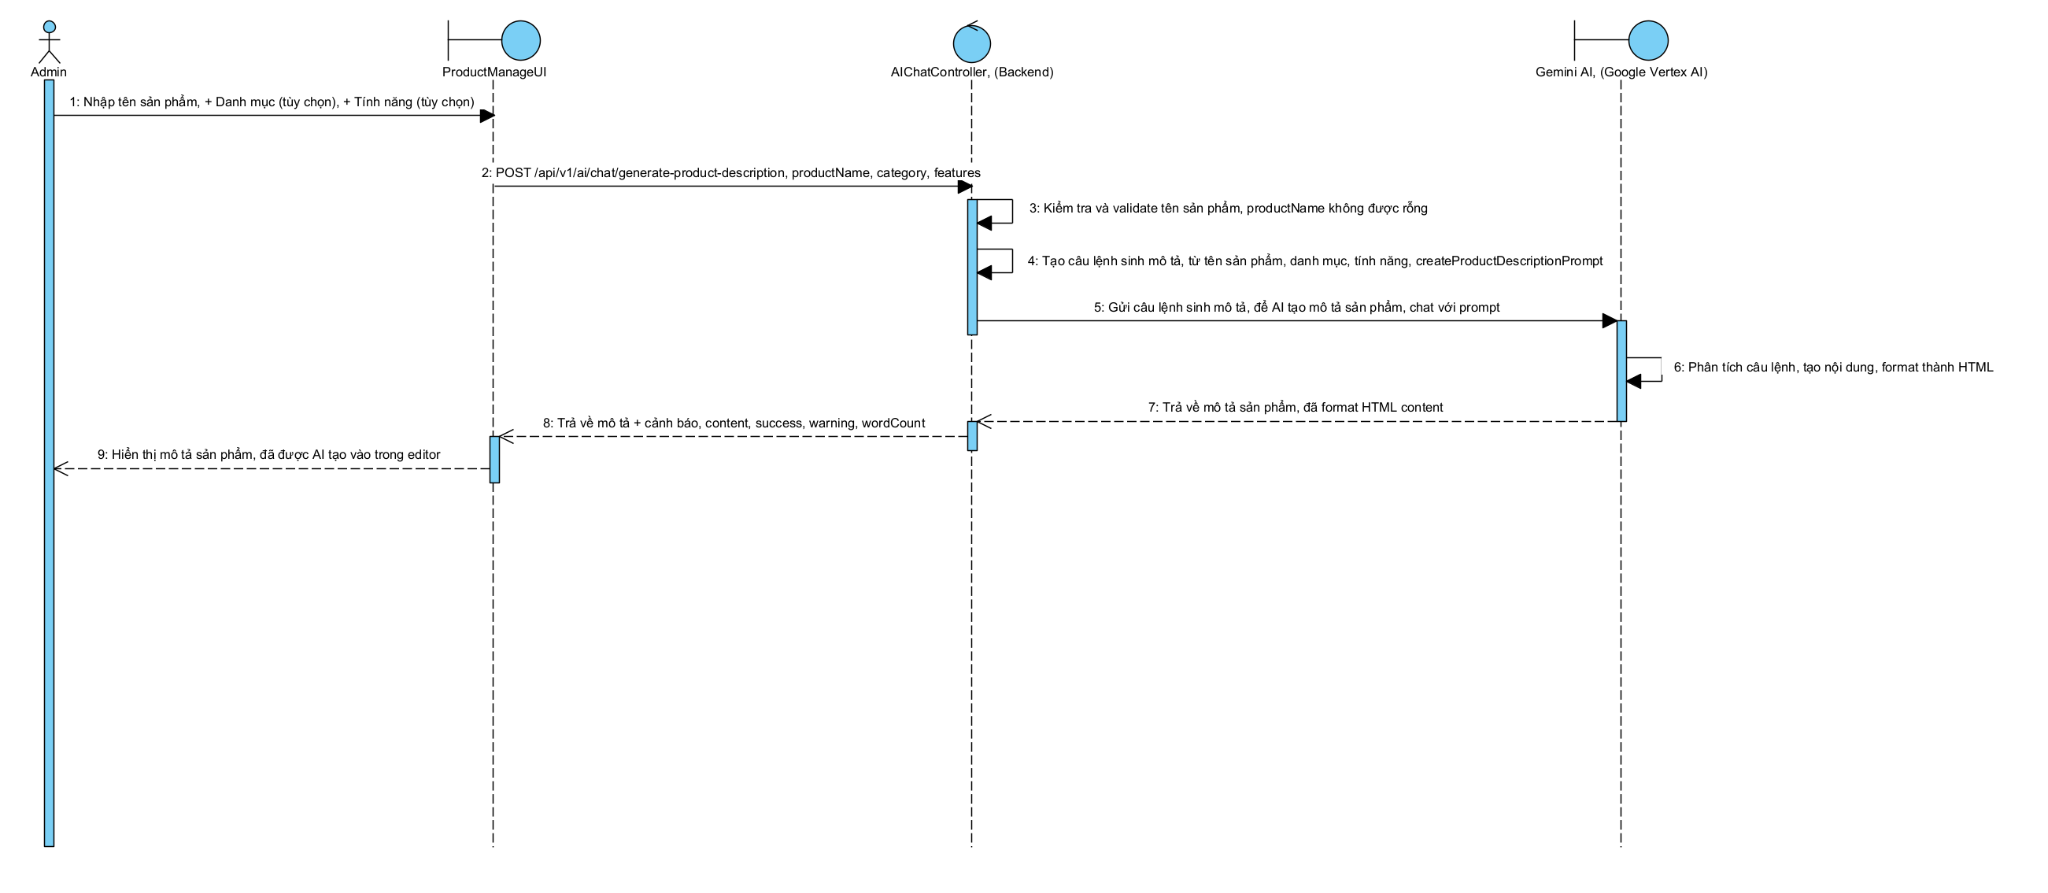 Admin
ProductManageUI
AIChatController, (Backend)
Gemini AI, (Google Vertex AI)
1: Nhập tên sản phẩm, + Danh mục (tùy chọn), + Tính năng (tùy chọn)
2: POST /api/v1/ai/chat/generate-product-description, productName, category, features
3: Kiểm tra và validate tên sản phẩm, productName không được rỗng
4: Tạo câu lệnh sinh mô tả, từ tên sản phẩm, danh mục, tính năng, createProductDescriptionPrompt
5: Gửi câu lệnh sinh mô tả, để AI tạo mô tả sản phẩm, chat với prompt
6: Phân tích câu lệnh, tạo nội dung, format thành HTML
7: Trả về mô tả sản phẩm, đã format HTML content
8: Trả về mô tả + cảnh báo, content, success, warning, wordCount
9: Hiển thị mô tả sản phẩm, đã được AI tạo vào trong editor